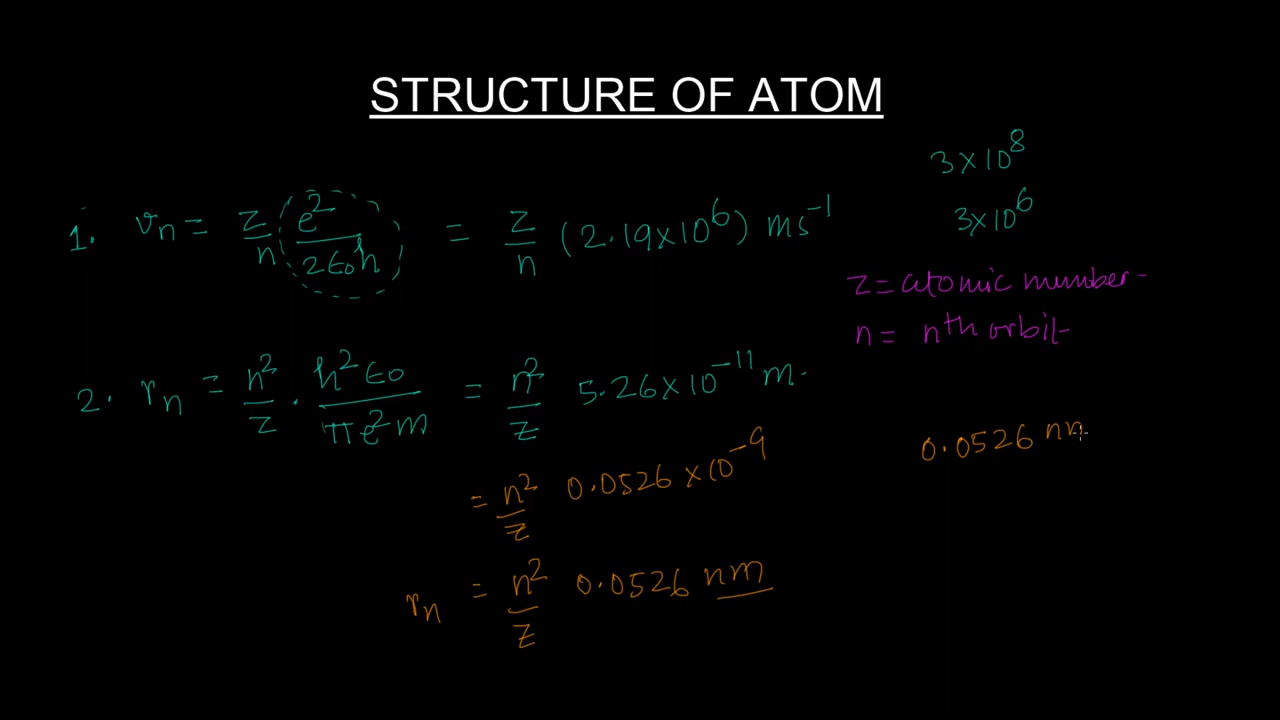 STRUCTURE OF ATOM
3×10⁸
3×10⁶
1. vₙ = z/n e²/2ϵ₀h = z/n (2.19×10⁶) ms⁻¹
z = atomic number
n = nth orbit
2. rₙ = n²/z · h²ϵ₀/πe²m = n²/z 5.26×10⁻¹¹ m.
0.0526 nm
= n²/z 0.0526×10⁻⁹
rₙ = n²/z 0.0526 nm